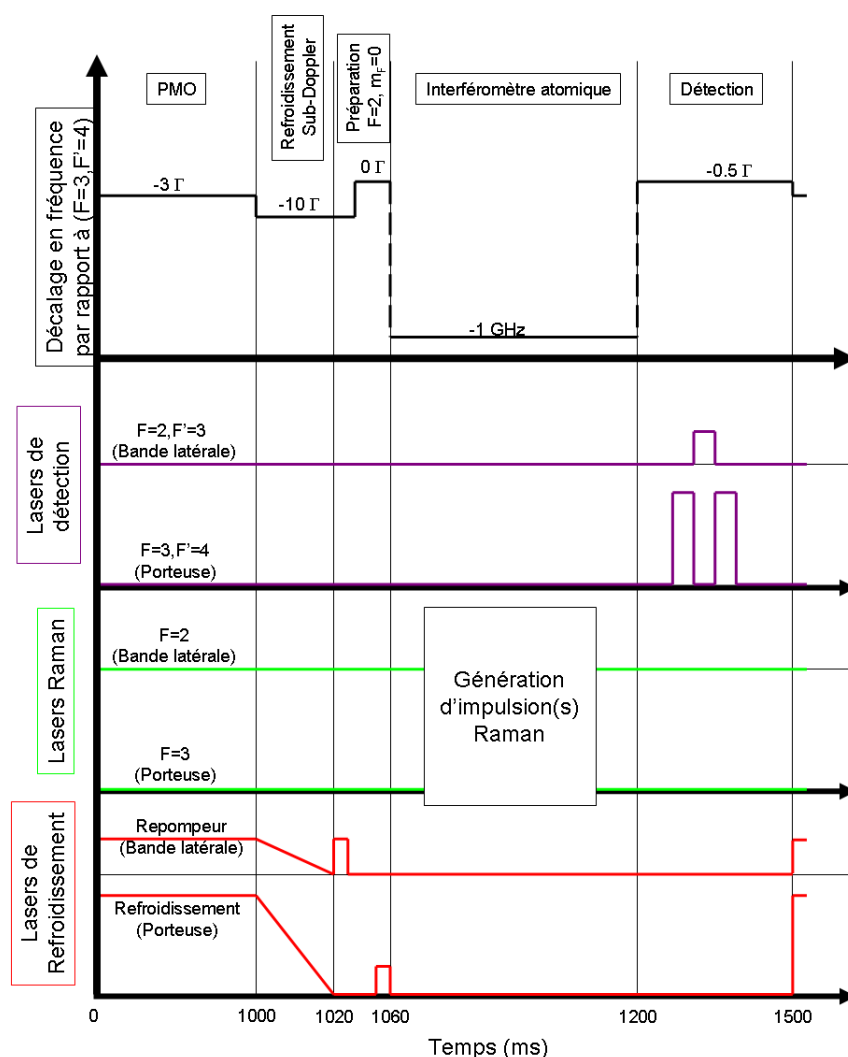 PMO
Refroidissement
Sub-Doppler
Préparation
F=2, mF=0
Interféromètre atomique
Détection
Décalage en fréquence
par rapport à (F=3,F'=4)
-3 Γ
-10 Γ
0 Γ
-1 GHz
-0.5 Γ
Lasers de
détection
F=2,F'=3
(Bande latérale)
F=3,F'=4
(Porteuse)
Lasers Raman
F=2
(Bande latérale)
F=3
(Porteuse)
Génération
d'impulsion(s)
Raman
Lasers de
Refroidissement
Repompeur
(Bande latérale)
Refroidissement
(Porteuse)
0
1000
1020
1060
1200
1500
Temps (ms)